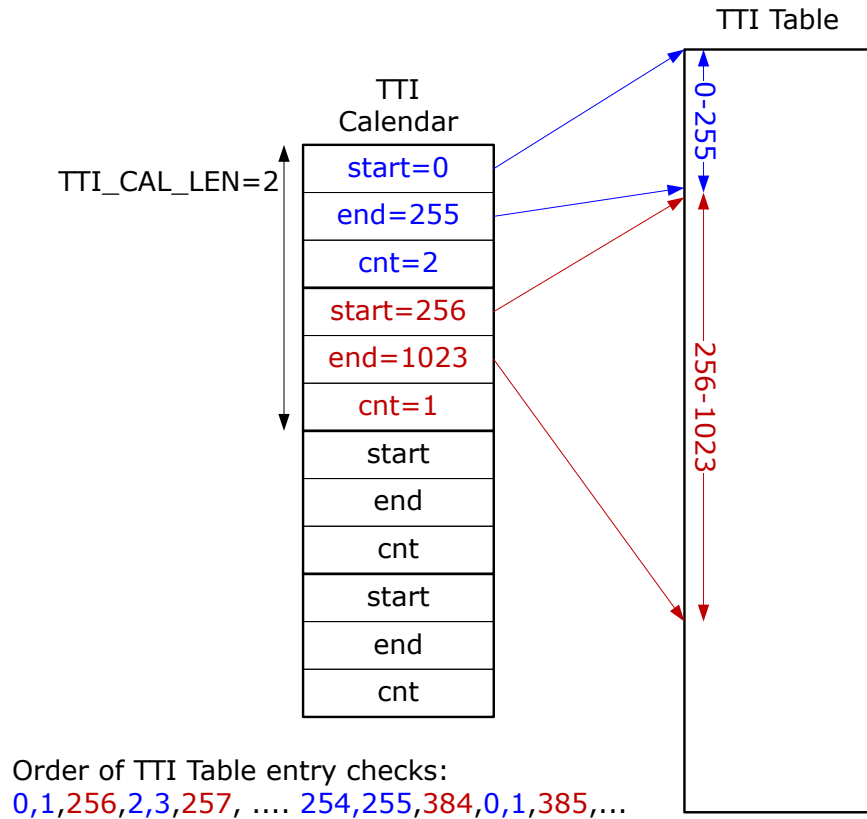 TTI Table
TTI
Calendar
TTI_CAL_LEN=2
start=0
end=255
cnt=2
start=256
end=1023
cnt=1
start
end
cnt
start
end
cnt
0-255
256-1023
Order of TTI Table entry checks:
0,1,256,2,3,257, .... 254,255,384,0,1,385,...